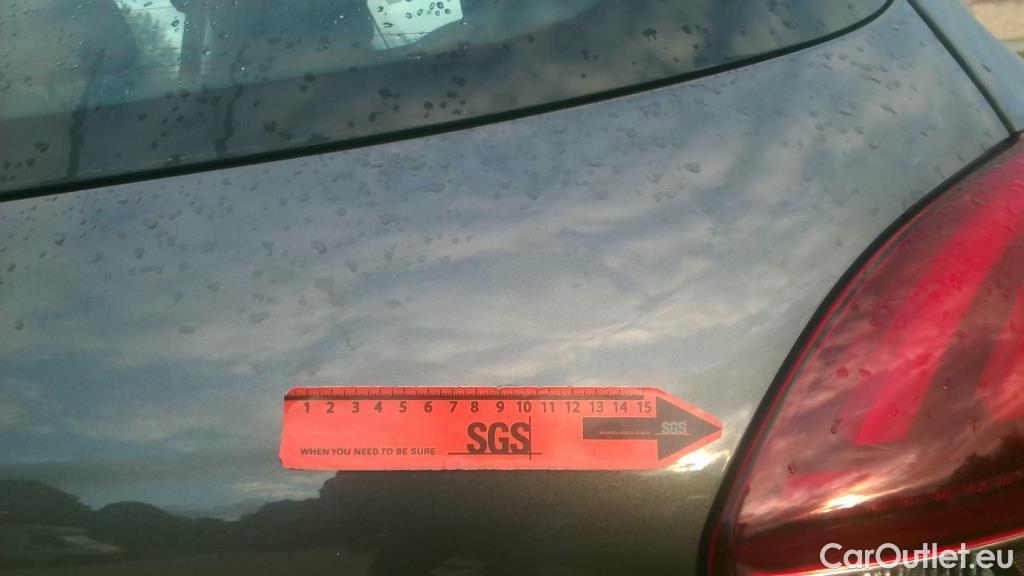 1 2 3 4 5 6 7 8 9 10 11 12 13 14 15
SGS
SGS
WHEN YOU NEED TO BE SURE
CarOutlet.eu